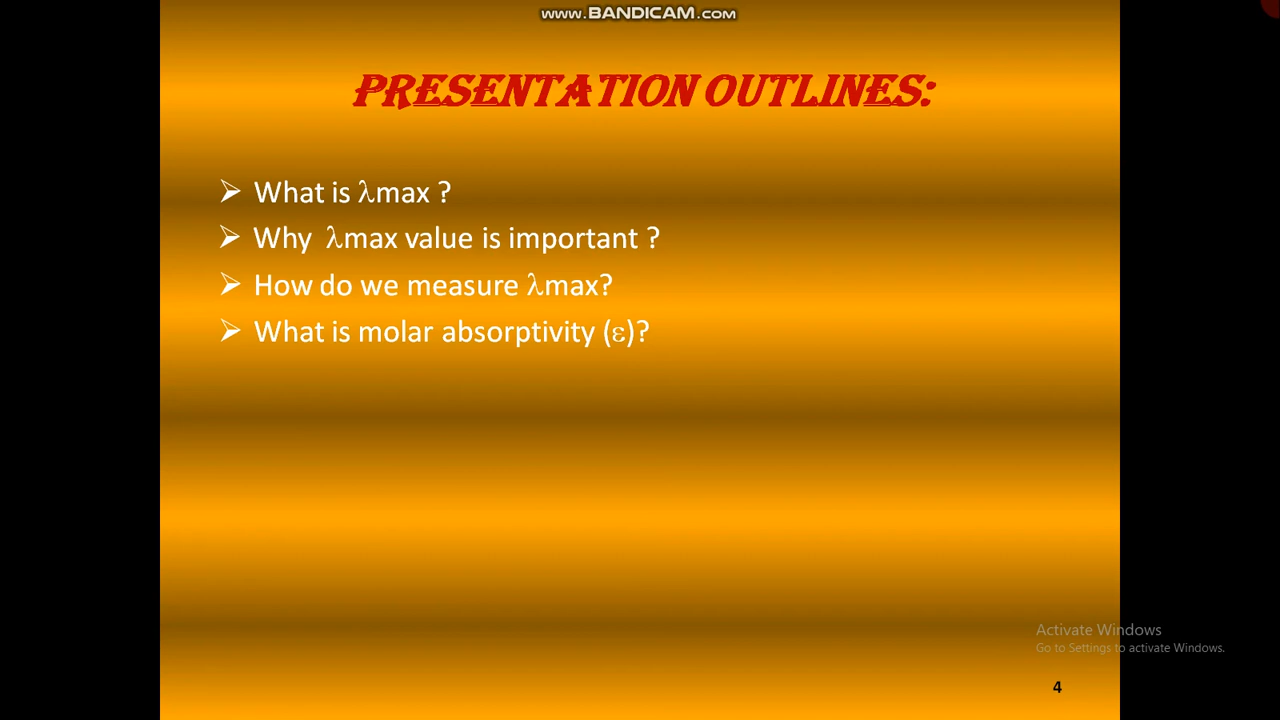 www.BANDICAM.com
PRESENTATION OUTLINES:
➢ What is λmax ?
➢ Why λmax value is important ?
➢ How do we measure λmax?
➢ What is molar absorptivity (ε)?
Activate Windows
Go to Settings to activate Windows.
4